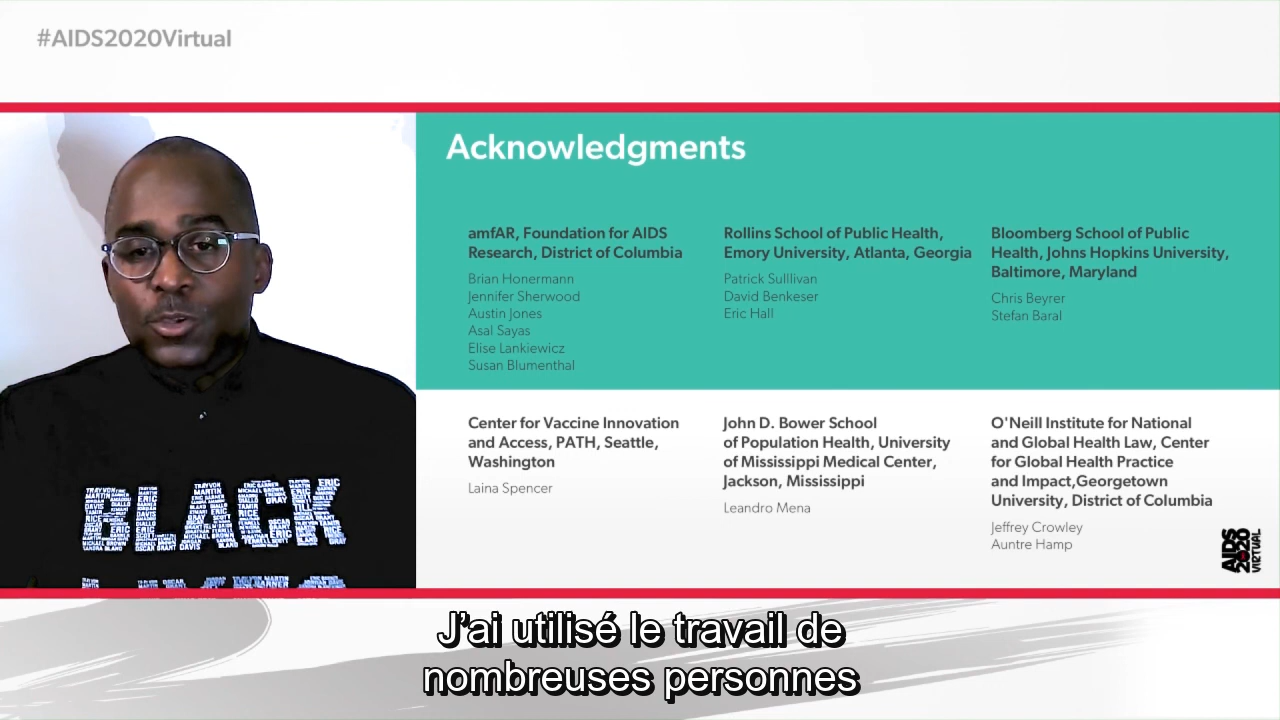 #AIDS2020Virtual
Acknowledgments
amfAR, Foundation for AIDS
Research, District of Columbia
Brian Honermann
Jennifer Sherwood
Austin Jones
Asal Sayas
Elise Lankiewicz
Susan Blumenthal
Rollins School of Public Health,
Emory University, Atlanta, Georgia
Patrick Sulllivan
David Benkeser
Eric Hall
Bloomberg School of Public
Health, Johns Hopkins University,
Baltimore, Maryland
Chris Beyrer
Stefan Baral
Center for Vaccine Innovation
and Access, PATH, Seattle,
Washington
Laina Spencer
John D. Bower School
of Population Health, University
of Mississippi Medical Center,
Jackson, Mississippi
Leandro Mena
O'Neill Institute for National
and Global Health Law, Center
for Global Health Practice
and Impact,Georgetown
University, District of Columbia
Jeffrey Crowley
Auntre Hamp
AIDS
2020
VIRTUAL
BLACK
J'ai utilisé le travail de
nombreuses personnes